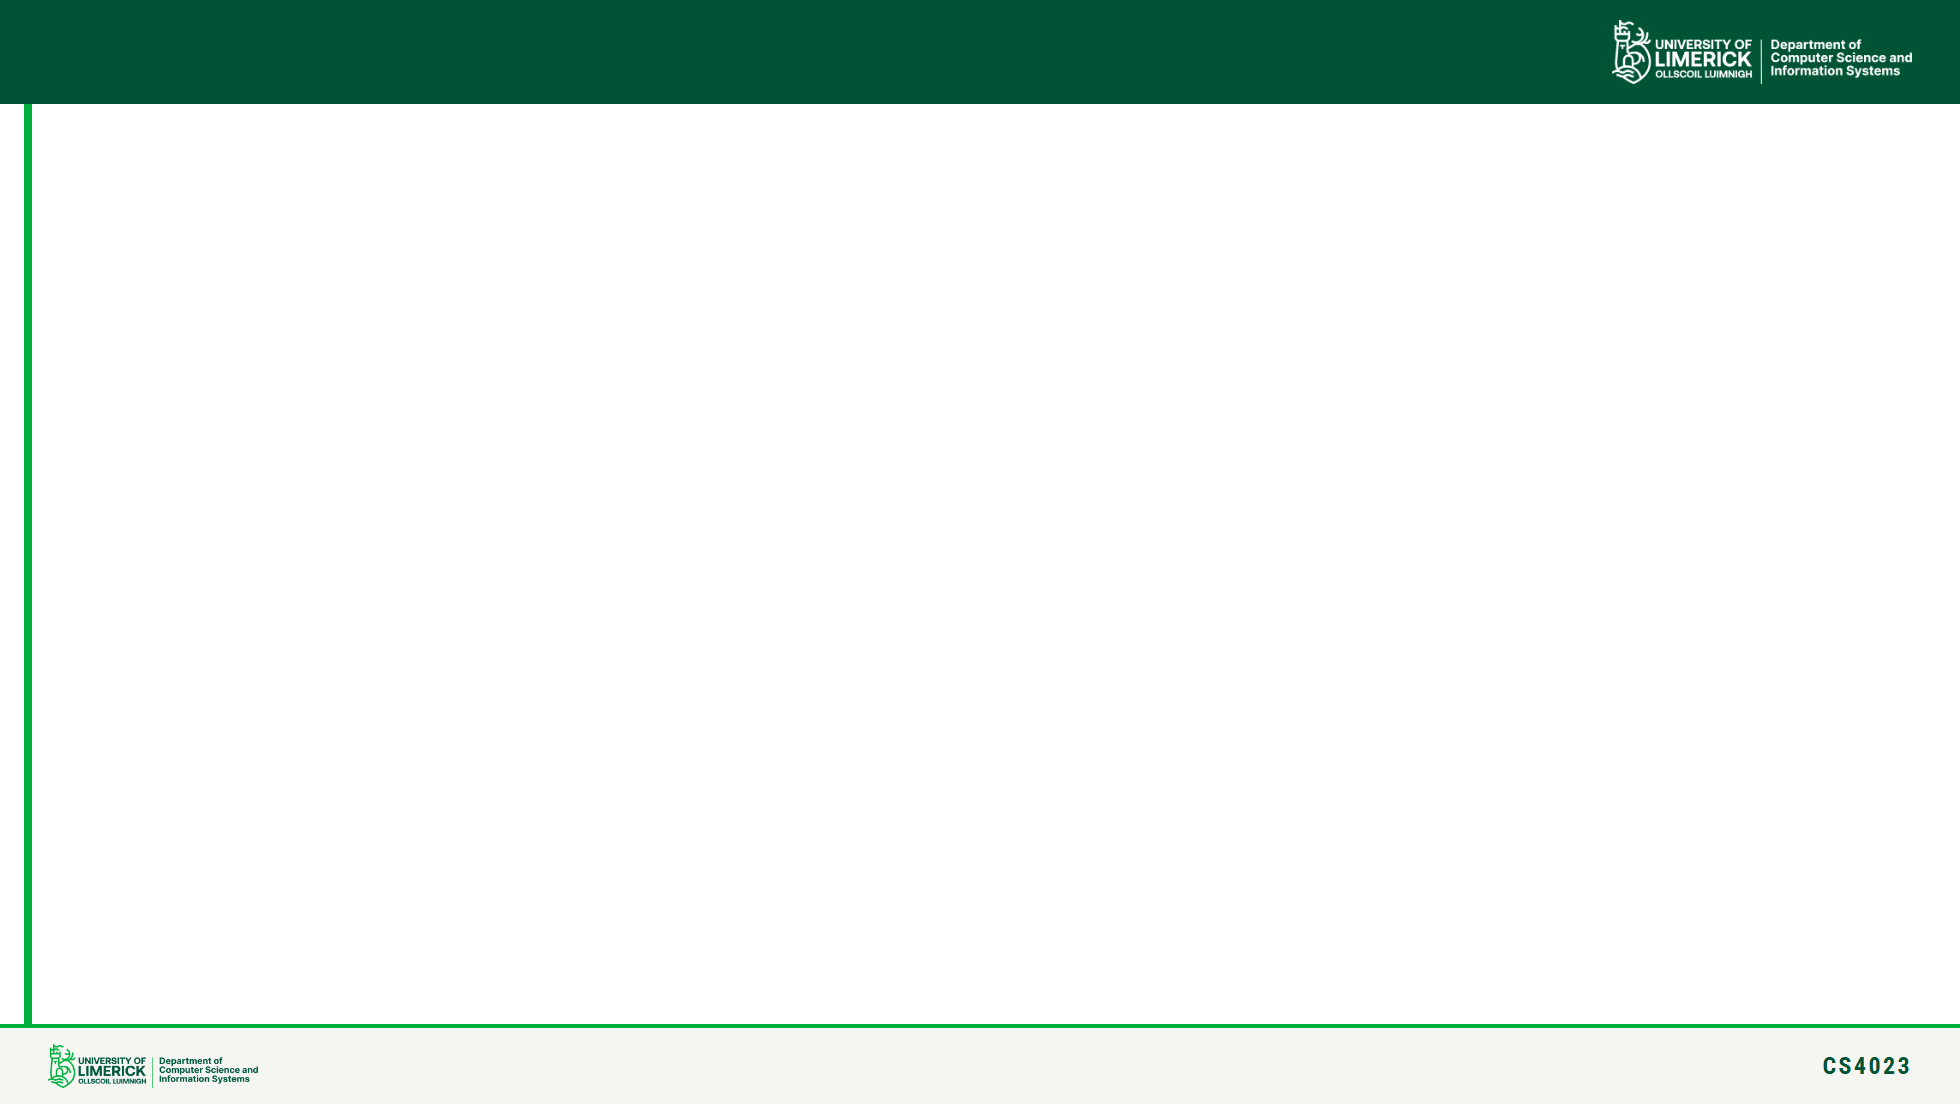 UNIVERSITY OF
LIMERICK
OLLSCOIL LUIMNIGH
Department of
Computer Science and
Information Systems
UNIVERSITY OF
LIMERICK
OLLSCOIL LUIMNIGH
Department of
Computer Science and
Information Systems
CS4023